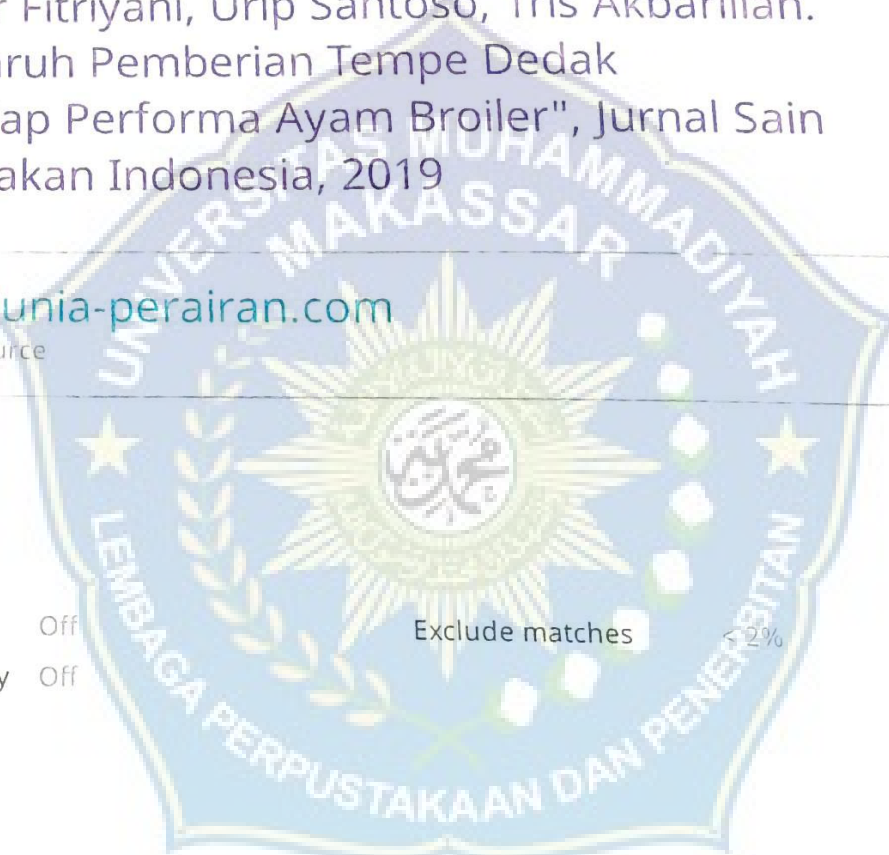 Fitriyani, Urip Santoso, Tris Akbarillah.
ruh Pemberian Tempe Dedak
ap Performa Ayam Broiler", Jurnal Sain
akan Indonesia, 2019
UNIVERSITAS MUHAMMADIYAH
MAKASSAR
unia-perairan.com
urce
Off
Exclude matches
< 2%
y Off
LEMBAGA PERPUSTAKAAN DAN PENERBITAN